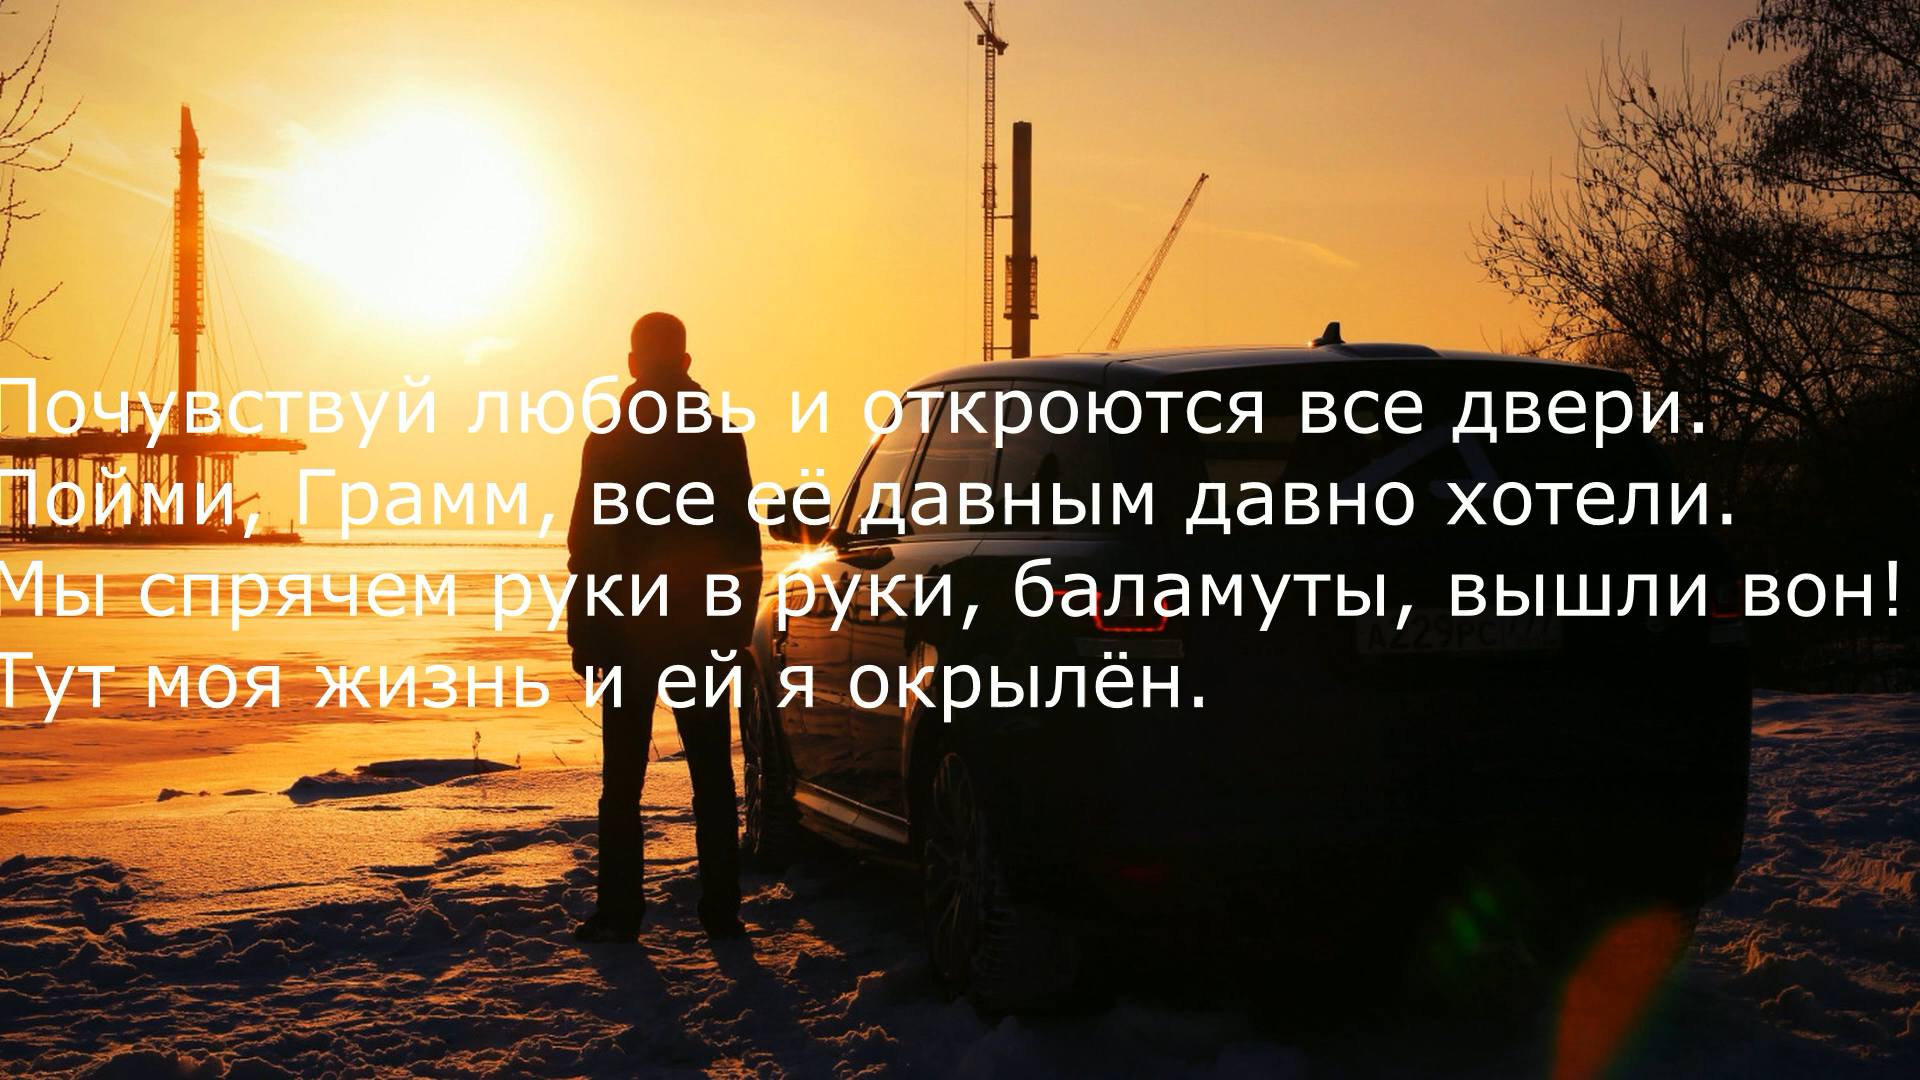 Почувствуй любовь и откроются все двери.
Пойми, Грамм, все её давным давно хотели.
Мы спрячем руки в руки, баламуты, вышли вон!
Тут моя жизнь и ей я окрылён.